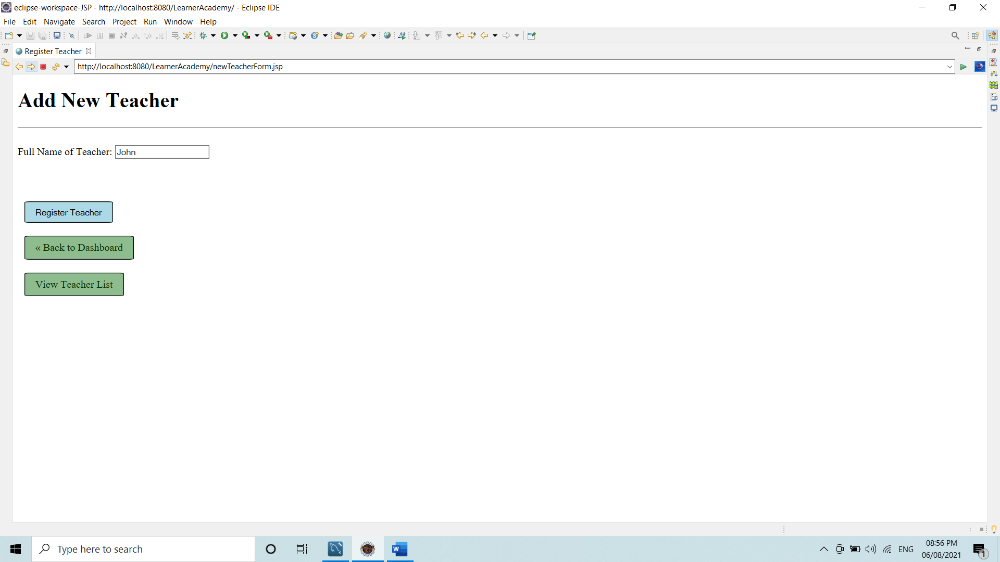 eclipse-workspace-JSP - http://localhost:8080/LearnerAcademy/ - Eclipse IDE
File Edit Navigate Search Project Run Window Help
Register Teacher
http://localhost:8080/LearnerAcademy/newTeacherForm.jsp
Add New Teacher
Full Name of Teacher: John
Register Teacher
« Back to Dashboard
View Teacher List
Type here to search
W
ENG
08:56 PM
06/08/2021
1